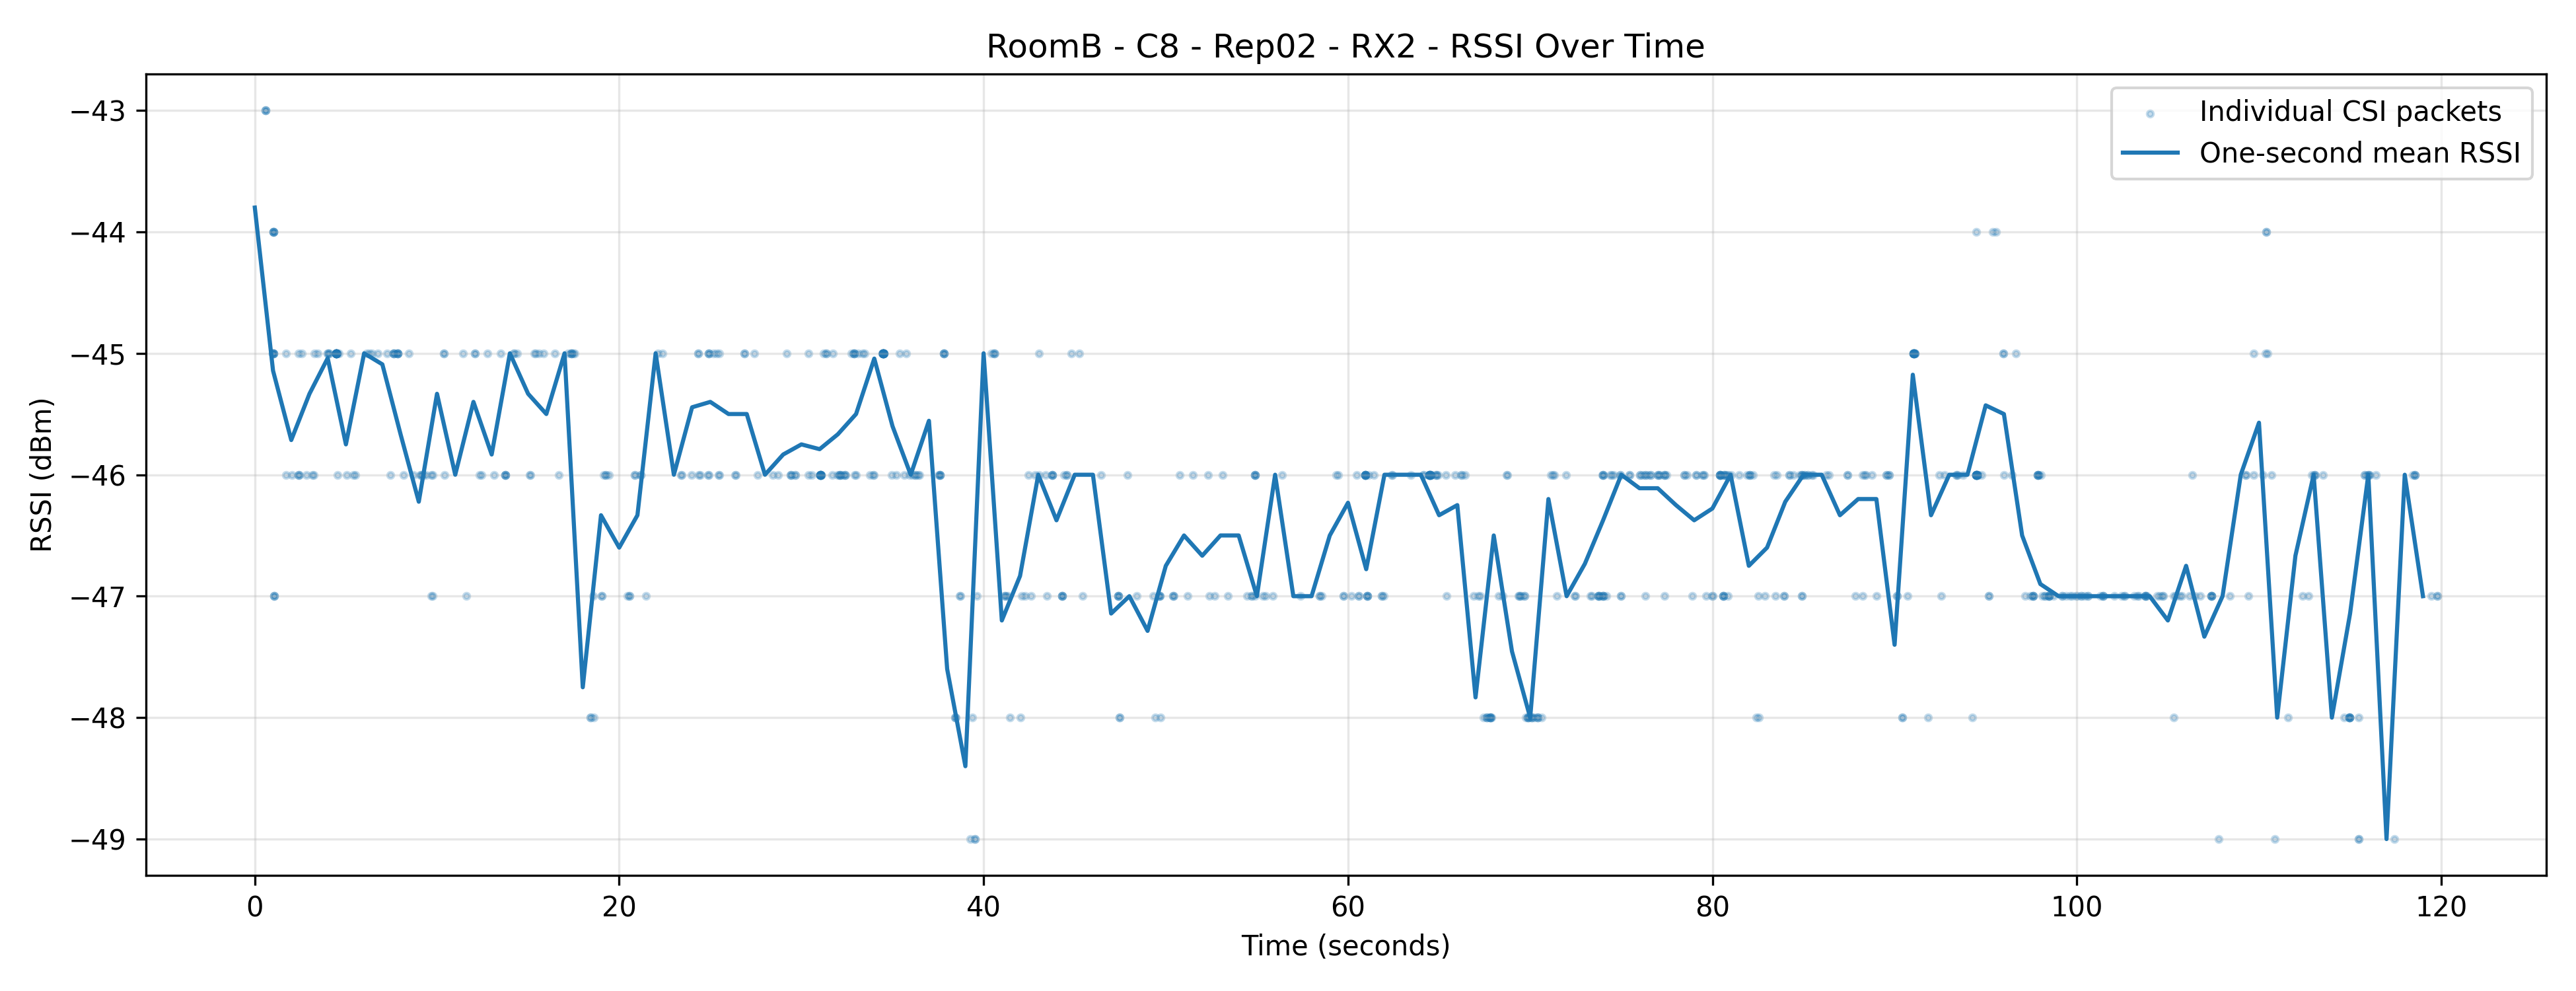 RoomB - C8 - Rep02 - RX2 - RSSI Over Time
Individual CSI packets
One-second mean RSSI
RSSI (dBm)
−43
−44
−45
−46
−47
−48
−49
0 20 40 60 80 100 120
Time (seconds)